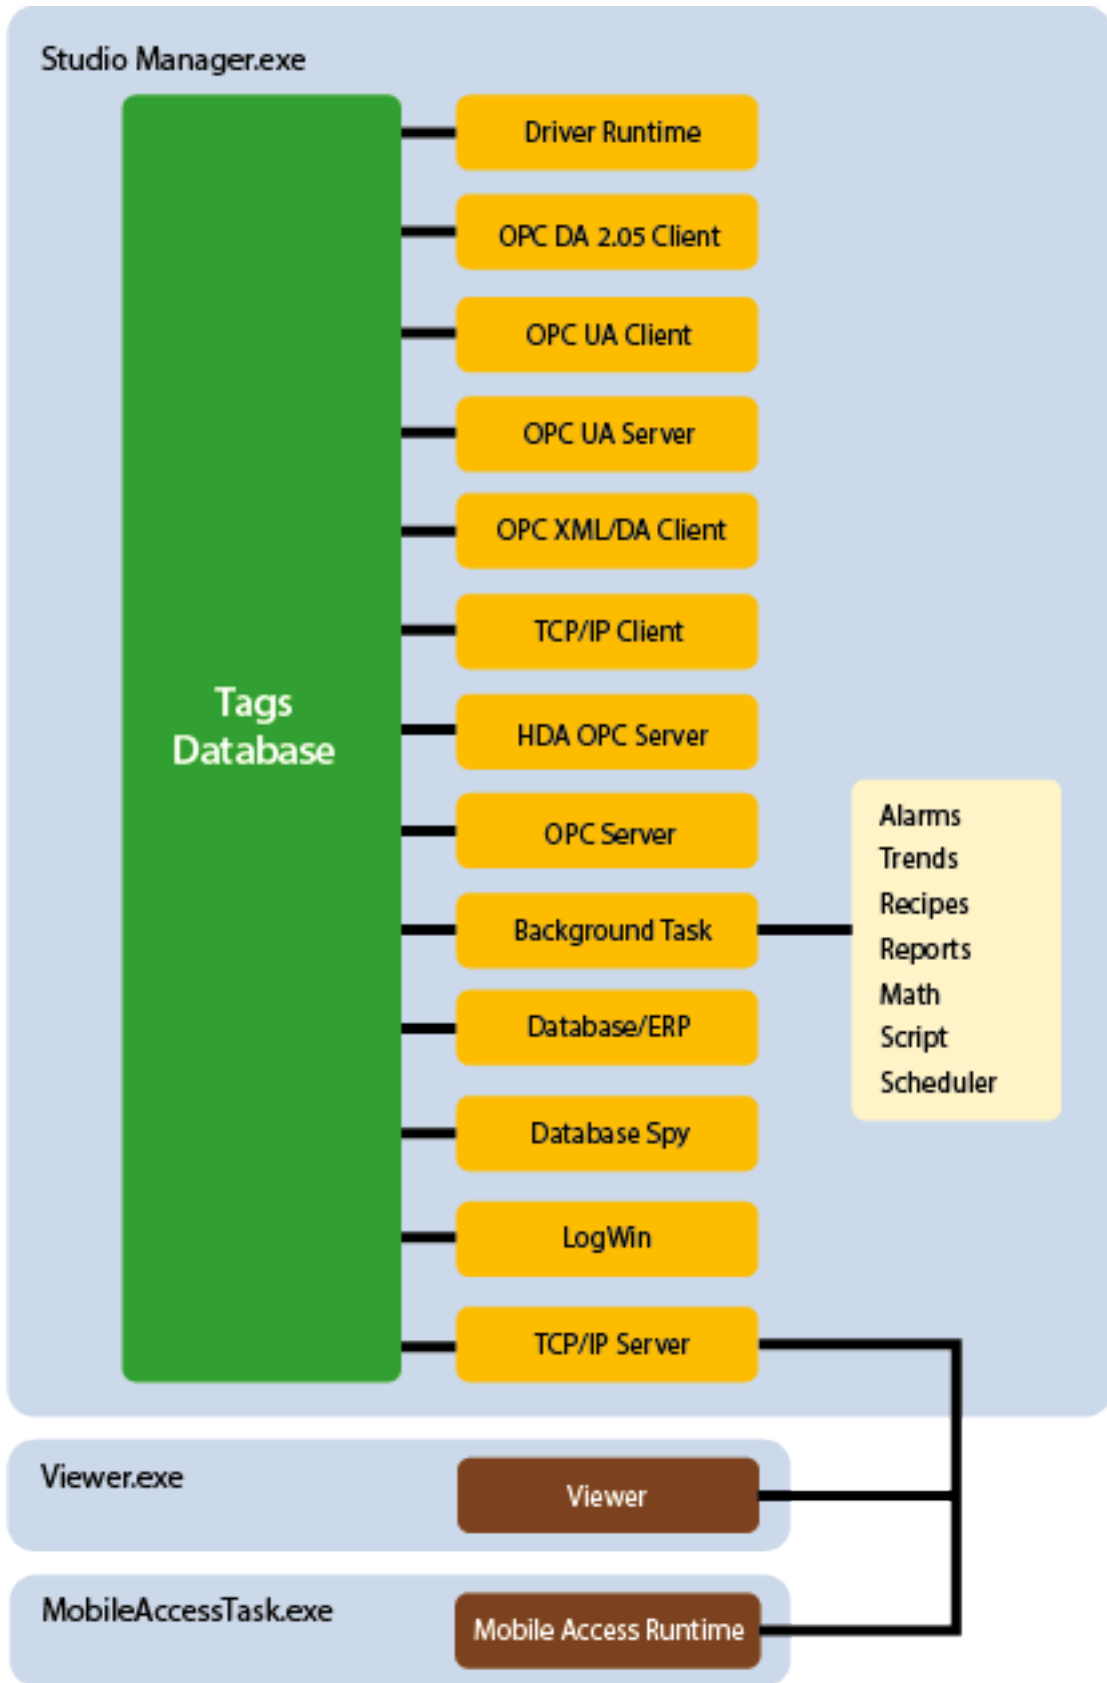 Studio Manager.exe
Driver Runtime
OPC DA 2.05 Client
OPC UA Client
OPC UA Server
OPC XML/DA Client
TCP/IP Client
Tags
Database
HDA OPC Server
OPC Server
Background Task
Alarms
Trends
Recipes
Reports
Math
Script
Scheduler
Database/ERP
Database Spy
LogWin
TCP/IP Server
Viewer.exe
Viewer
MobileAccessTask.exe
Mobile Access Runtime